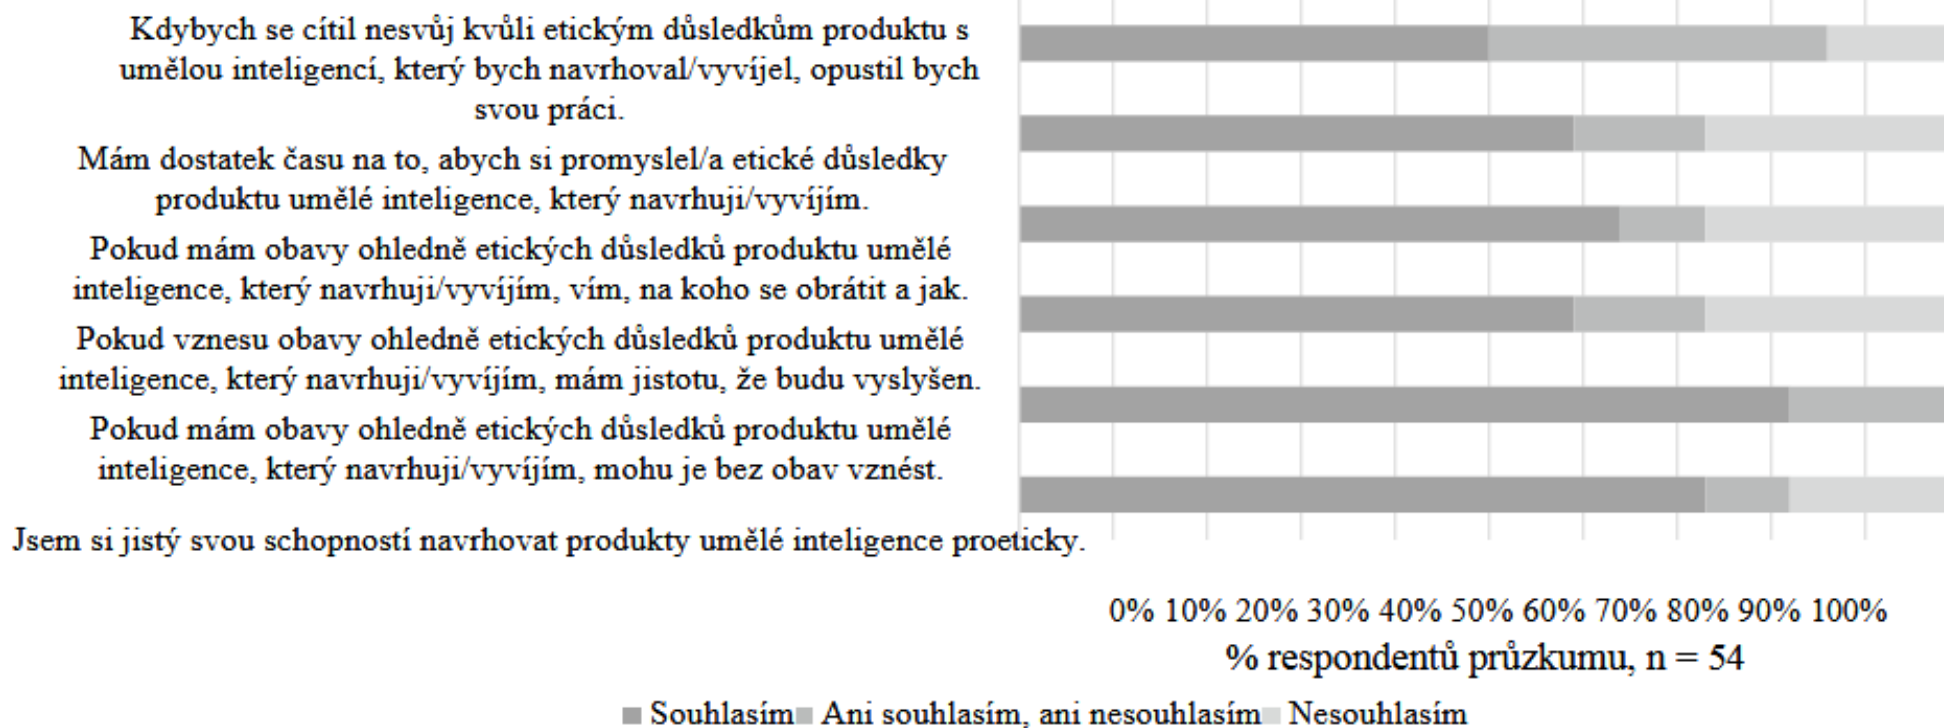 Kdybych se cítil nesvůj kvůli etickým důsledkům produktu s
umělou inteligencí, který bych navrhoval/vyvíjel, opustil bych
svou práci.
Mám dostatek času na to, abych si promyslel/a etické důsledky
produktu umělé inteligence, který navrhuji/vyvíjím.
Pokud mám obavy ohledně etických důsledků produktu umělé
inteligence, který navrhuji/vyvíjím, vím, na koho se obrátit a jak.
Pokud vznesu obavy ohledně etických důsledků produktu umělé
inteligence, který navrhuji/vyvíjím, mám jistotu, že budu vyslyšen.
Pokud mám obavy ohledně etických důsledků produktu umělé
inteligence, který navrhuji/vyvíjím, mohu je bez obav vznést.
Jsem si jistý svou schopností navrhovat produkty umělé inteligence proeticky.
0% 10% 20% 30% 40% 50% 60% 70% 80% 90% 100%
% respondentů průzkumu, n = 54
Souhlasím Ani souhlasím, ani nesouhlasím Nesouhlasím